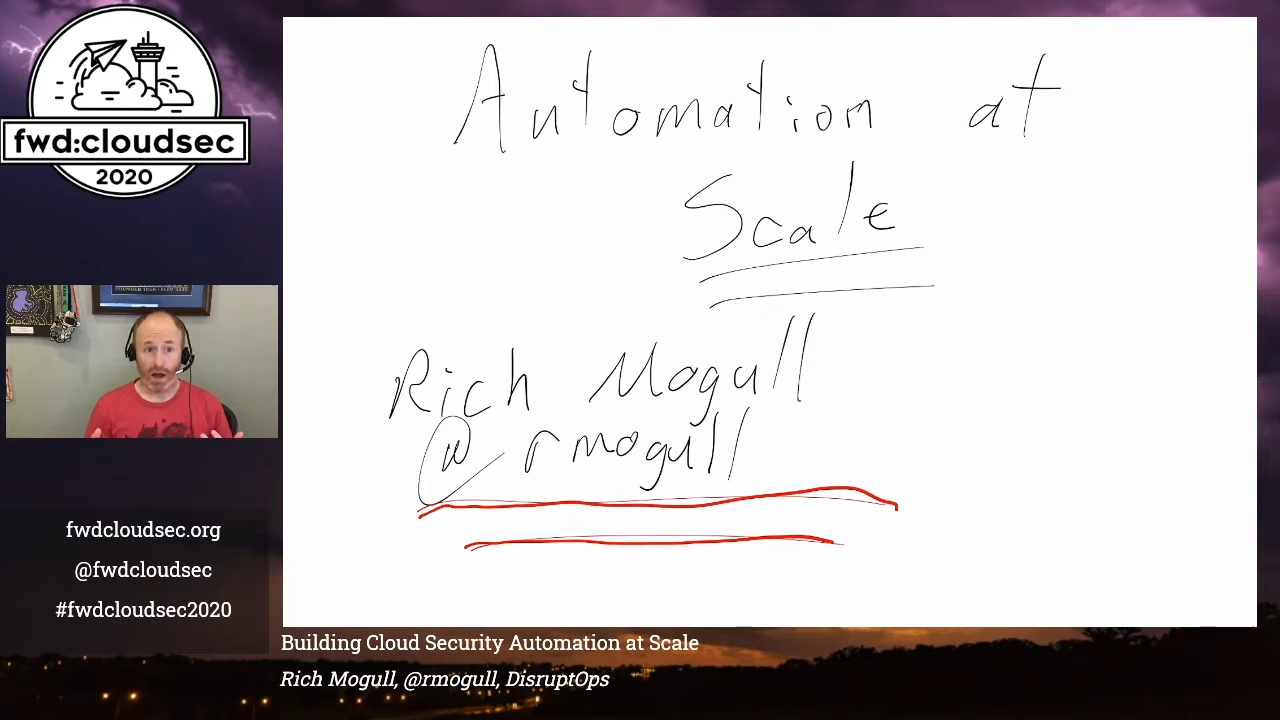 fwd:cloudsec
2020
Automation at
Scale
Rich Mogull
@rmogull
fwdcloudsec.org
@fwdcloudsec
#fwdcloudsec2020
Building Cloud Security Automation at Scale
Rich Mogull, @rmogull, DisruptOps